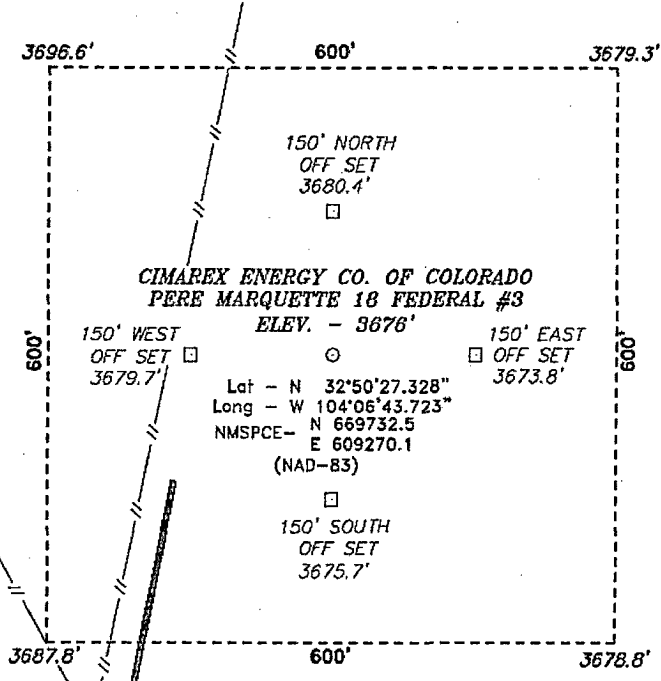 3696.6'
600'
3679.3'
150' NORTH
OFF SET
3680.4'
CIMAREX ENERGY CO. OF COLORADO
PERE MARQUETTE 18 FEDERAL #3
ELEV. - 3676'
600'
150' WEST
OFF SET
3679.7'
150' EAST
OFF SET
3673.8'
600'
Lat - N 32°50'27.328"
Long - W 104°06'43.723"
NMSPCE- N 669732.5
E 609270.1
(NAD-83)
150' SOUTH
OFF SET
3675.7'
3687.8'
600'
3678.8'